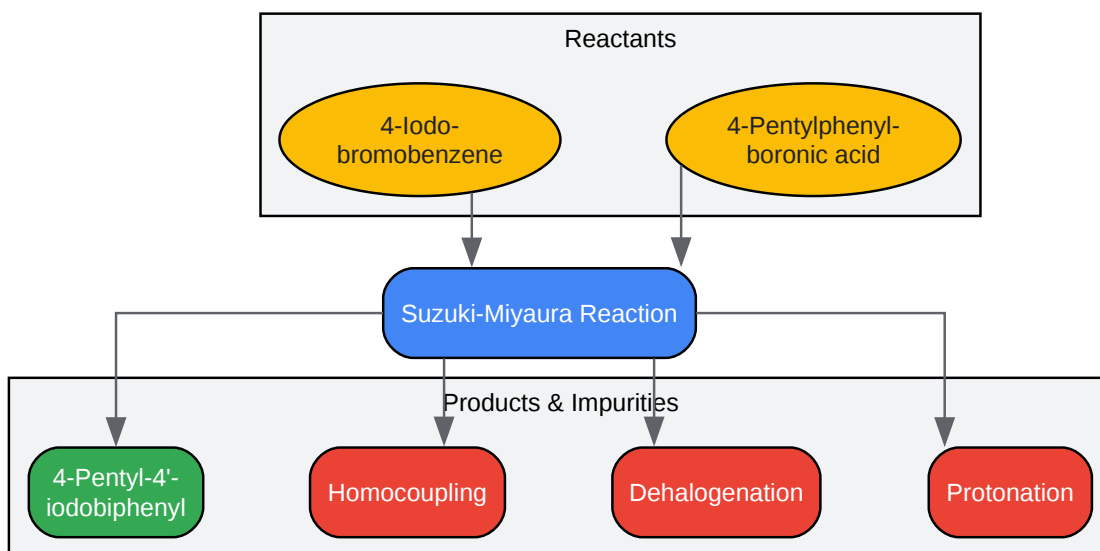 Reactants
4-Iodo-
bromobenzene
4-Pentylphenyl-
boronic acid
Suzuki-Miyaura Reaction
Products & Impurities
4-Pentyl-4'-
iodobiphenyl
Homocoupling
Dehalogenation
Protonation